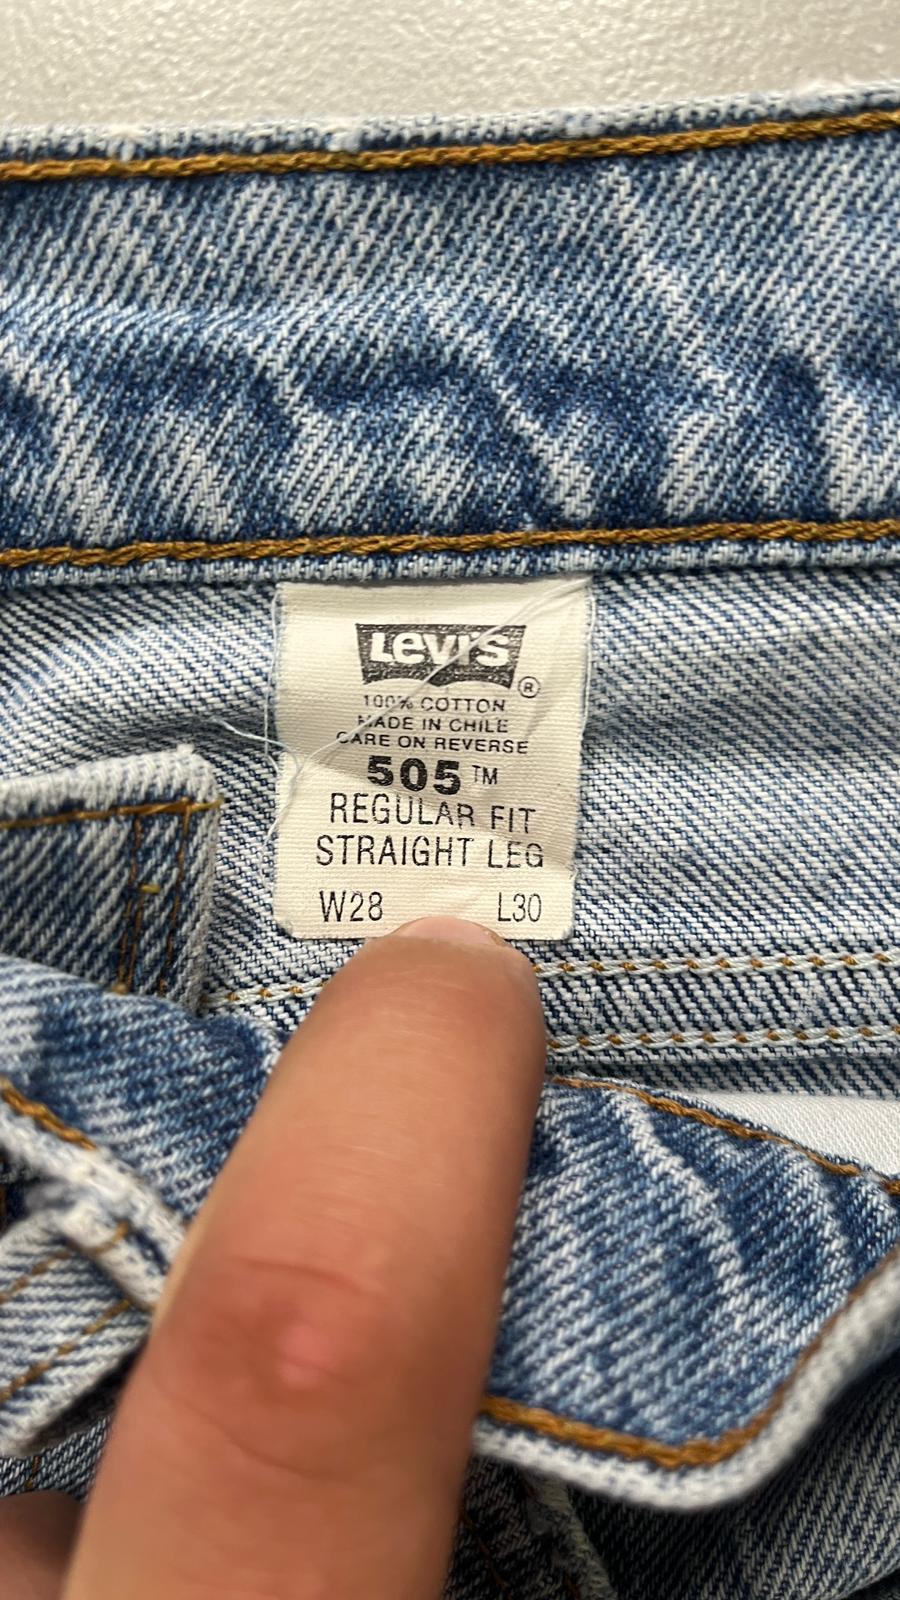 LEVI'S
®
100% COTTON
MADE IN CHILE
CARE ON REVERSE
505™
REGULAR FIT
STRAIGHT LEG
W28 L30